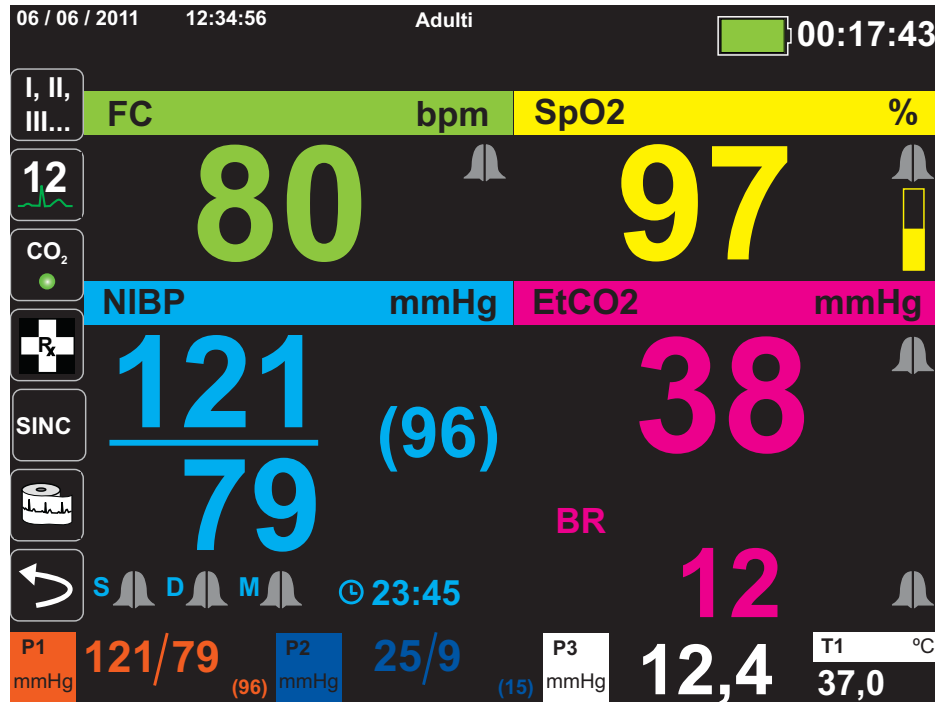 06 / 06 / 2011 12:34:56 Adulti 00:17:43
I, II,
III...
FC bpm SpO2 %
12
80 97
CO2
NIBP mmHg EtCO2 mmHg
Rx
121
79
(96)
38
SINC
BR
12
S D M 23:45
P1
mmHg
121/79
(96)
P2
mmHg
25/9
(15)
P3
mmHg
12,4
T1 ºC
37,0